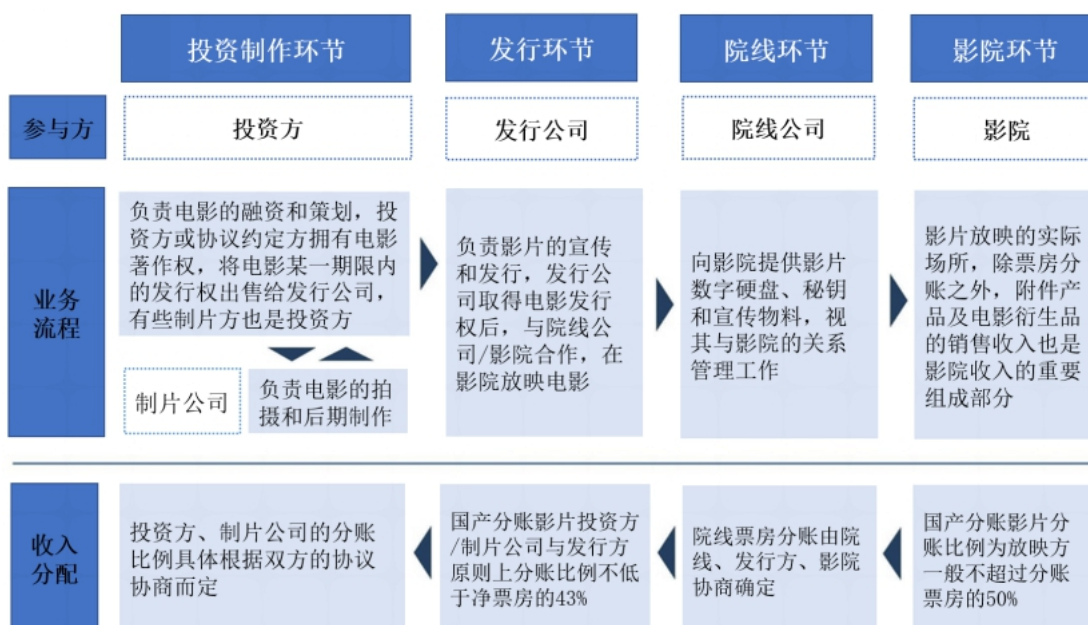 投资制作环节
发行环节
院线环节
影院环节
参与方
投资方
发行公司
院线公司
影院
业务
流程
负责电影的融资和策划，投
资方或协议约定方拥有电影
著作权，将电影某一期限内
的发行权出售给发行公司，
有些制片方也是投资方
制片公司
负责电影的拍
摄和后期制作
负责影片的宣传
和发行，发行公
司取得电影发行
权后，与院线公
司/影院合作，在
影院放映电影
向影院提供影片
数字硬盘、秘钥
和宣传物料，视
其与影院的关系
管理工作
影片放映的实际
场所，除票房分
账之外，附件产
品及电影衍生品
的销售收入也是
影院收入的重要
组成部分
收入
分配
投资方、制片公司的分账
比例具体根据双方的协议
协商而定
国产分账影片投资方
/制片公司与发行方
原则上分账比例不低
于净票房的43%
院线票房分账由院
线、发行方、影院
协商确定
国产分账影片分
账比例为放映方
一般不超过分账
票房的50%